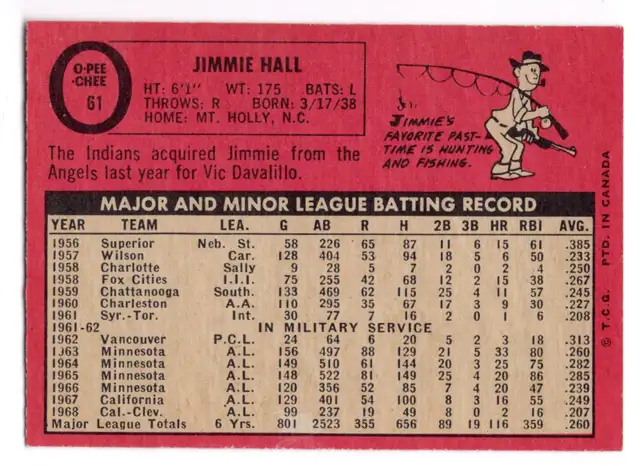 O-PEE
-CHEE
61
JIMMIE HALL
HT: 6'1" WT: 175 BATS: L
THROWS: R BORN: 3/17/38
HOME: MT. HOLLY, N.C.
JIMMIE'S
FAVORITE PAST-
TIME IS HUNTING
AND FISHING.
The Indians acquired Jimmie from the
Angels last year for Vic Davalillo.
MAJOR AND MINOR LEAGUE BATTING RECORD
YEAR TEAM LEA. G AB R H 2B 3B HR RBI AVG.
1956 Superior Neb. St. 58 226 65 87 11 6 15 61 .385
1957 Wilson Car. 128 404 53 94 18 5 6 50 .233
1958 Charlotte Sally 9 28 5 7 2 0 2 4 .250
1958 Fox Cities I.I.I. 75 255 42 68 12 2 15 38 .267
1959 Chattanooga South. 133 469 62 115 25 4 11 57 .245
1960 Charleston A.A. 110 295 35 67 17 3 9 30 .227
1961 Syr.-Tor. Int. 30 77 7 16 2 0 1 6 .208
1961-62 IN MILITARY SERVICE
1962 Vancouver P.C.L. 24 64 6 20 5 2 3 18 .313
1963 Minnesota A.L. 156 497 88 129 21 5 33 80 .260
1964 Minnesota A.L. 149 510 61 144 20 3 25 75 .282
1965 Minnesota A.L. 148 522 81 149 25 4 20 86 .285
1966 Minnesota A.L. 120 356 52 85 7 4 20 47 .239
1967 California A.L. 129 401 54 100 8 3 16 55 .249
1968 Cal.-Clev. A.L. 99 237 19 49 8 0 2 16 .207
Major League Totals 6 Yrs. 801 2523 355 656 89 19 116 359 .260
© T.C.G. PTD. IN CANADA